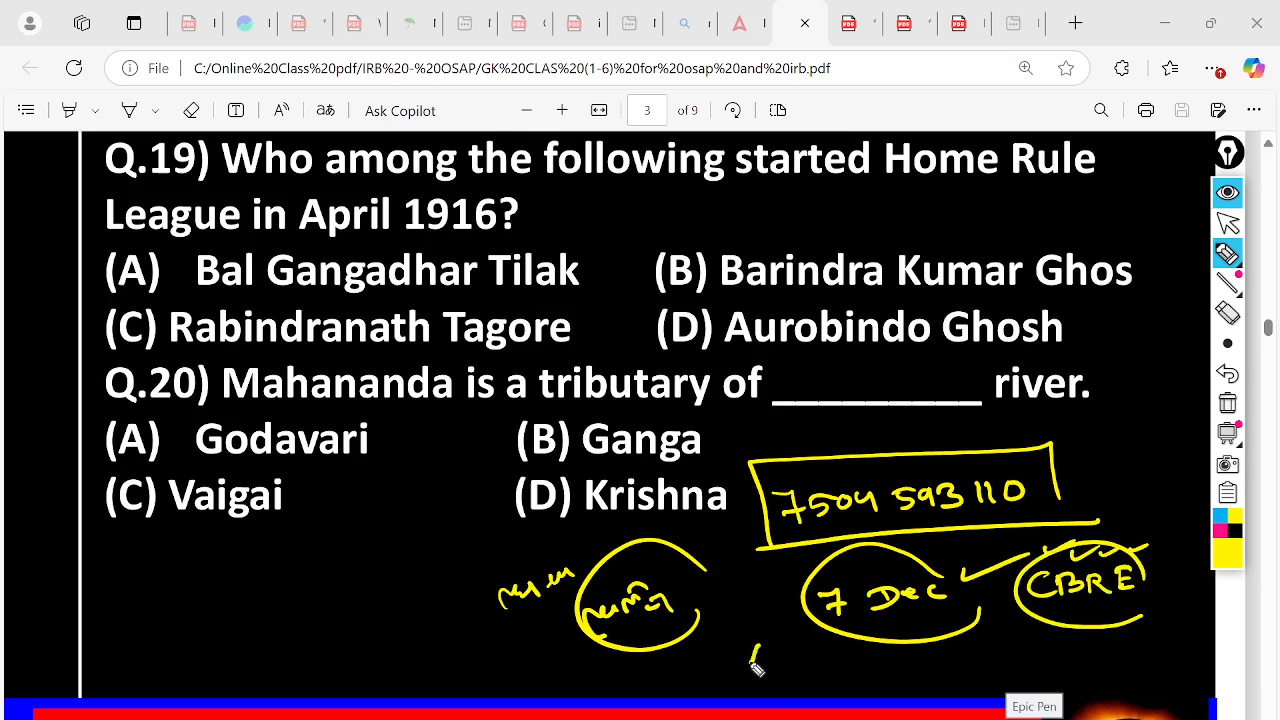 File C:/Online%20Class%20pdf/IRB%20-%20OSAP/GK%20CLAS%20(1-6)%20for%20osap%20and%20irb.pdf
Ask Copilot 3 of 9
Q.19) Who among the following started Home Rule
League in April 1916?
(A) Bal Gangadhar Tilak (B) Barindra Kumar Ghos
(C) Rabindranath Tagore (D) Aurobindo Ghosh
Q.20) Mahananda is a tributary of _________ river.
(A) Godavari (B) Ganga
(C) Vaigai (D) Krishna
7504 593 110
7 Dec CBRE
Epic Pen